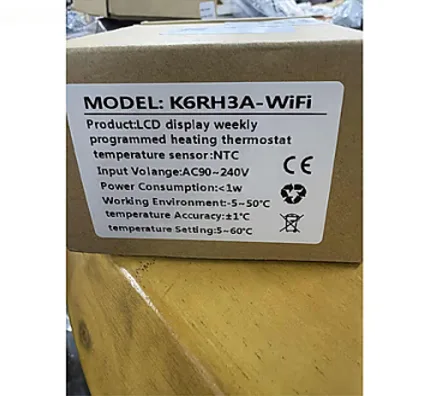 MODEL: K6RH3A-WiFi
Product:LCD display weekly
programmed heating thermostat
temperature sensor:NTC
Input Volange:AC90~240V
Power Consumption:<1w
Working Environment:-5~50℃
temperature Accuracy:±1℃
temperature Setting:5~60℃
CE